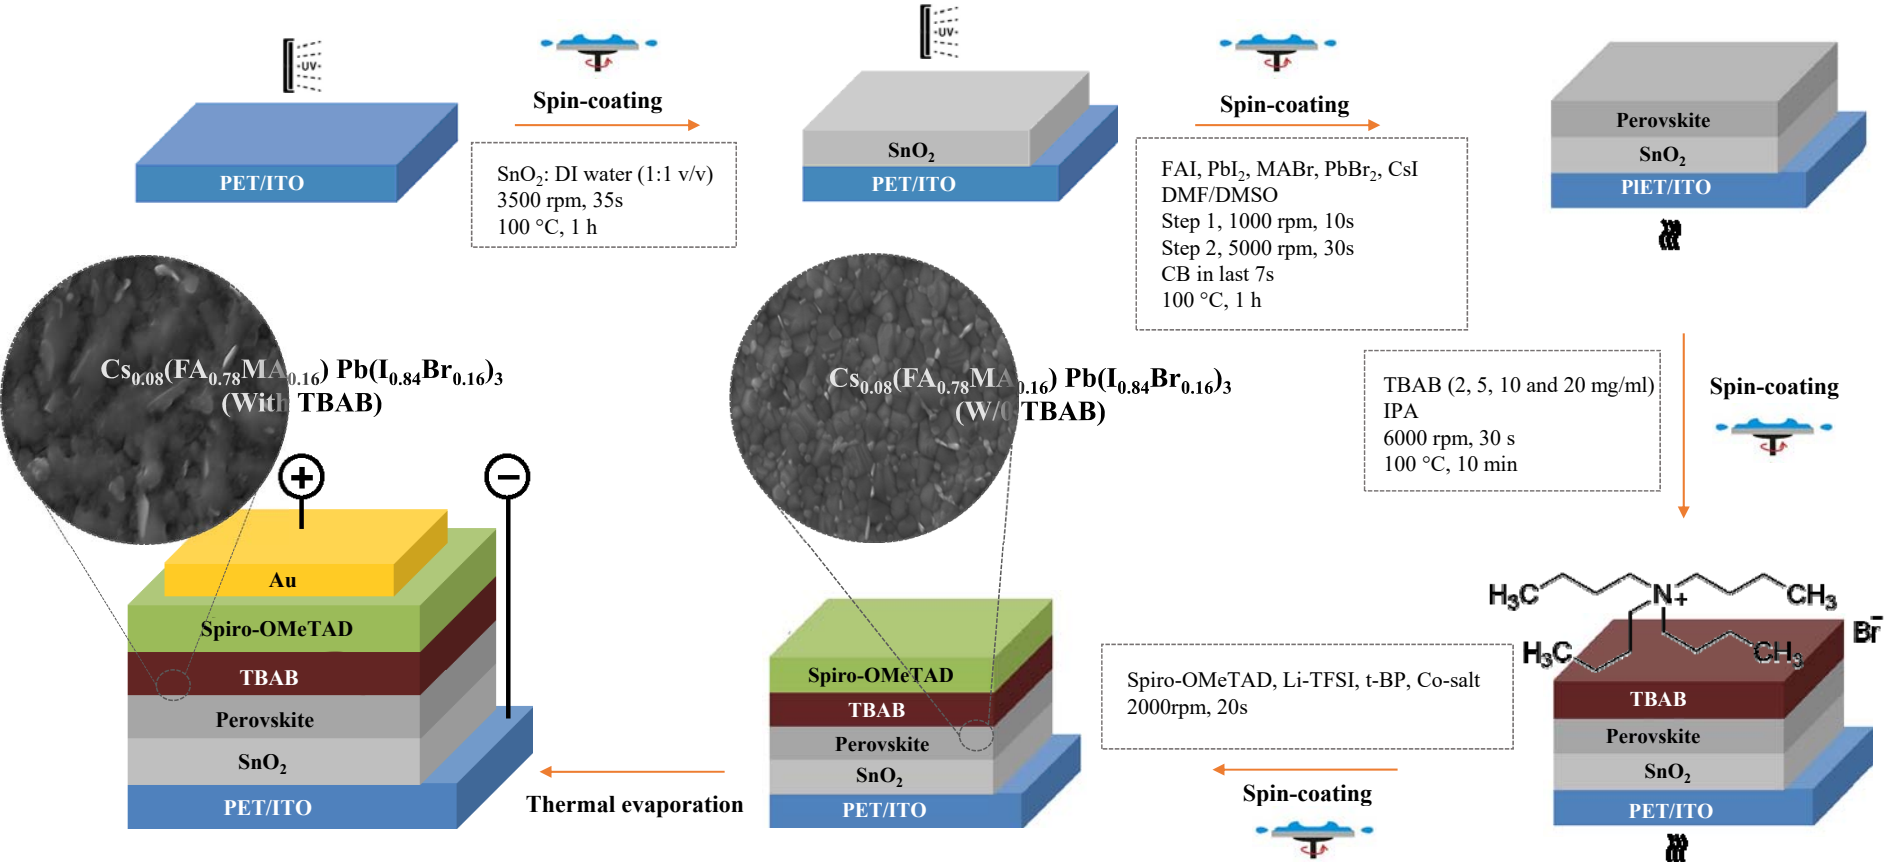 UV
Spin-coating
PET/ITO
SnO₂: DI water (1:1 v/v)
3500 rpm, 35s
100 °C, 1 h
UV
SnO₂
PET/ITO
Spin-coating
FAI, PbI₂, MABr, PbBr₂, CsI
DMF/DMSO
Step 1, 1000 rpm, 10s
Step 2, 5000 rpm, 30s
CB in last 7s
100 °C, 1 h
Perovskite
SnO₂
PIET/ITO
TBAB (2, 5, 10 and 20 mg/ml)
IPA
6000 rpm, 30 s
100 °C, 10 min
Spin-coating
H₃C N+ CH₃
H₃C CH₃
Br⁻
TBAB
Perovskite
SnO₂
PET/ITO
Spiro-OMeTAD, Li-TFSI, t-BP, Co-salt
2000rpm, 20s
Spin-coating
Cs₀.₀₈(FA₀.₇₈MA₀.₁₆) Pb(I₀.₈₄Br₀.₁₆)₃
(W/0 TBAB)
Spiro-OMeTAD
TBAB
Perovskite
SnO₂
PET/ITO
Thermal evaporation
Cs₀.₀₈(FA₀.₇₈MA₀.₁₆) Pb(I₀.₈₄Br₀.₁₆)₃
(With TBAB)
+
−
Au
Spiro-OMeTAD
TBAB
Perovskite
SnO₂
PET/ITO